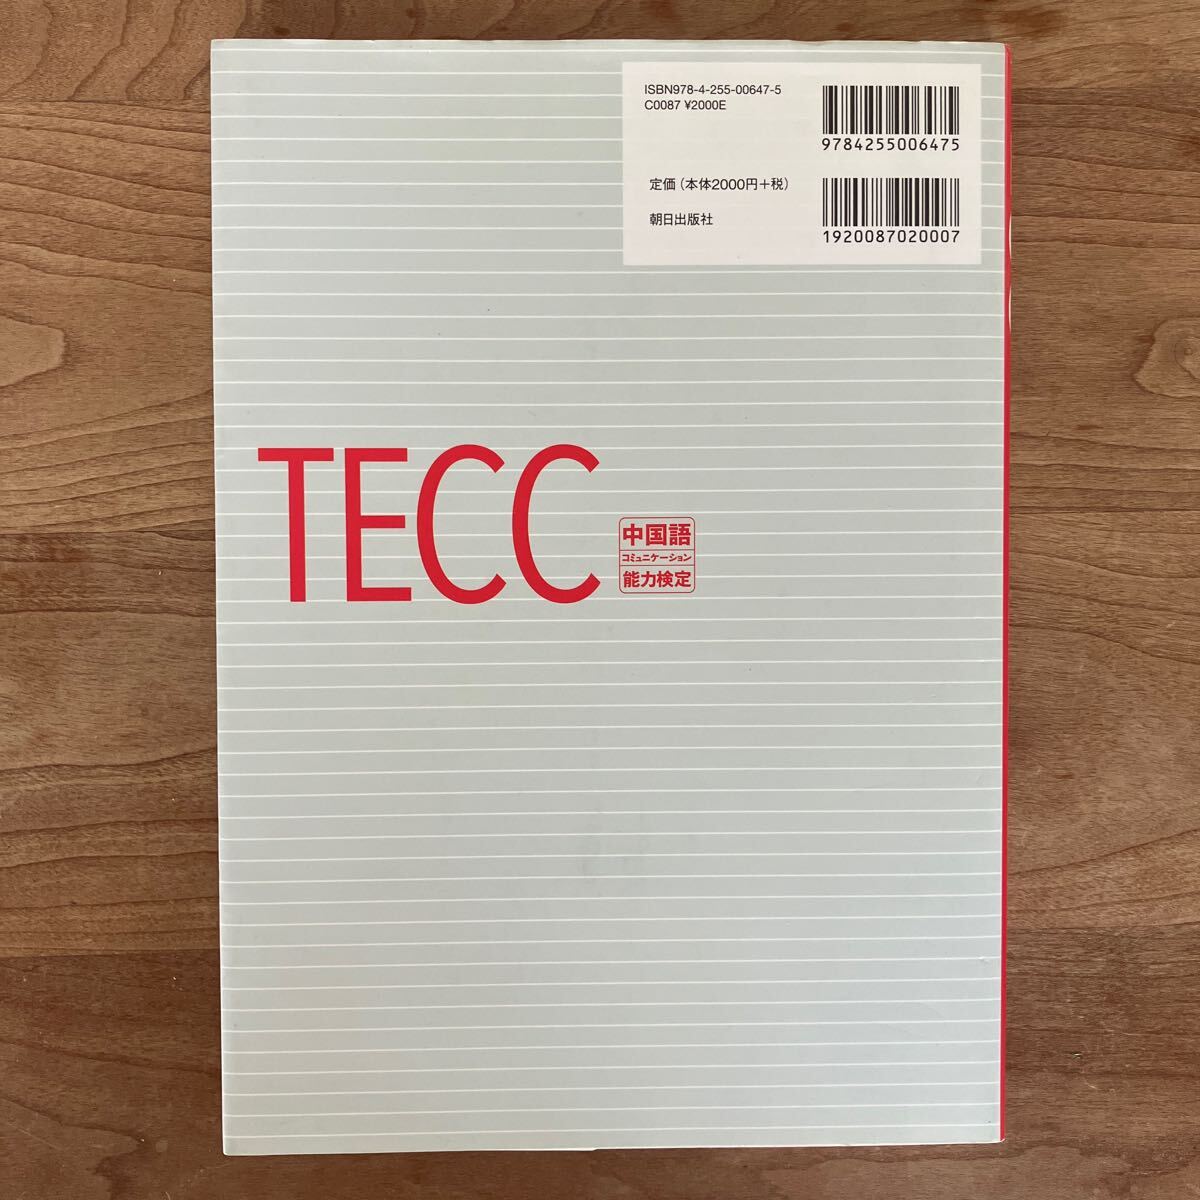 ISBN978-4-255-00647-5
C0087 ¥2000E
9784255006475
定価（本体2000円＋税）
朝日出版社
1920087020007
TECC
中国語
コミュニケーション
能力検定